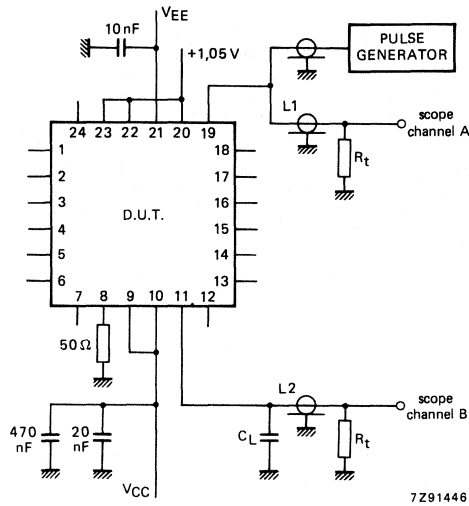 VEE
10 nF
+1,05 V
PULSE
GENERATOR
L1
scope
channel A
Rt
24 23 22 21 20 19
1
2
3
4
5
6
18
17
16
15
14
13
D.U.T.
7 8 9 10 11 12
50 Ω
470
nF
20
nF
VCC
CL
L2
scope
channel B
Rt
7Z91446